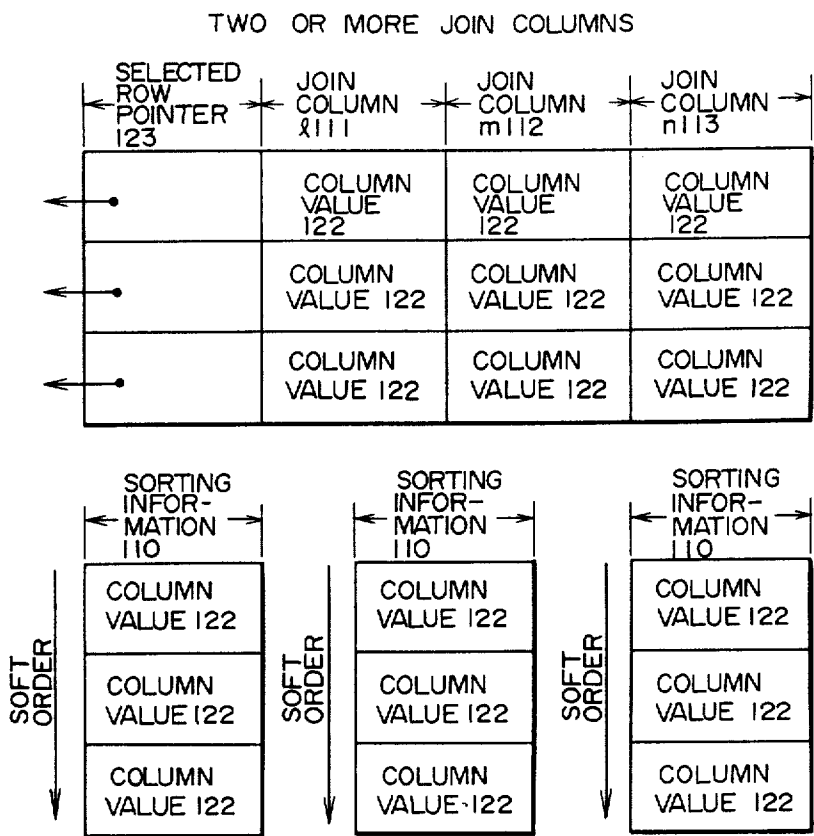 TWO OR MORE JOIN COLUMNS
SELECTED ROW POINTER 123
JOIN COLUMN ℓ111
JOIN COLUMN m112
JOIN COLUMN n113
COLUMN VALUE 122
COLUMN VALUE 122
COLUMN VALUE 122
COLUMN VALUE 122
COLUMN VALUE 122
COLUMN VALUE 122
COLUMN VALUE 122
COLUMN VALUE 122
COLUMN VALUE 122
SORTING INFOR-
MATION 110
SORTING INFOR-
MATION 110
SORTING INFOR-
MATION 110
SOFT ORDER
COLUMN VALUE 122
COLUMN VALUE 122
COLUMN VALUE 122
SOFT ORDER
COLUMN VALUE 122
COLUMN VALUE 122
COLUMN VALUE 122
SOFT ORDER
COLUMN VALUE 122
COLUMN VALUE 122
COLUMN VALUE 122